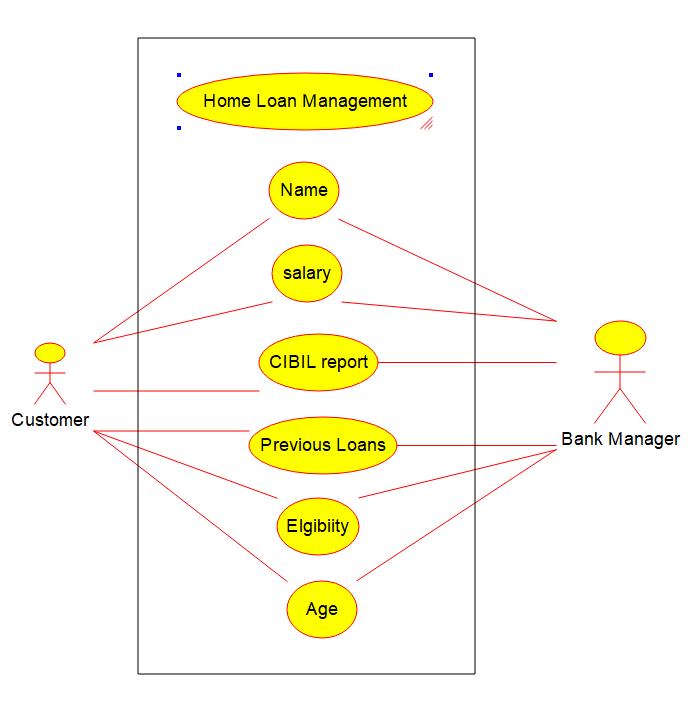 Home Loan Management
Name
salary
CIBIL report
Customer
Bank Manager
Previous Loans
Elgibiity
Age